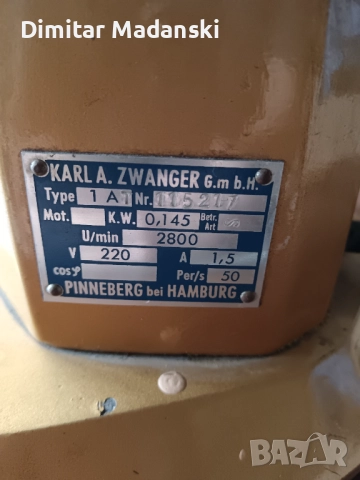 Dimitar Madanski
KARL A. ZWANGER G.m b.H.
Type 1 AT Nr. 115217
Mot. K.W. 0,145 Betr. Art
U/min 2800
V 220 A 1,5
cosφ Per/s 50
PINNEBERG bei HAMBURG
BAZAR